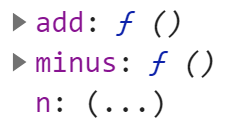 ▶ add: ƒ ()
▶ minus: ƒ ()
n: (...)